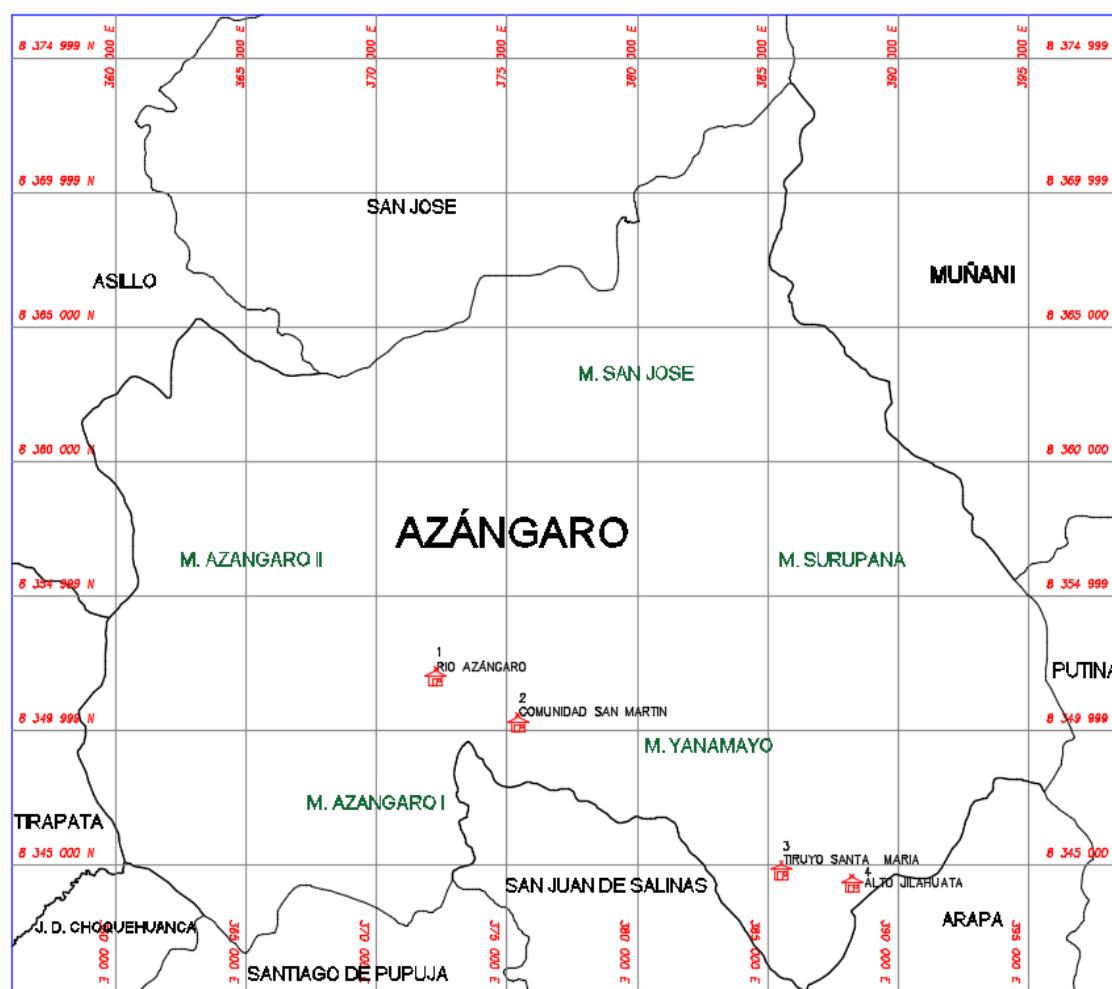 360 000 E
365 000 E
370 000 E
375 000 E
380 000 E
385 000 E
390 000 E
395 000 E
8 374 999 N
8 374 999
8 369 999 N
8 369 999
SAN JOSE
ASILLO
MUÑANI
8 365 000 N
8 365 000
M. SAN JOSE
8 360 000 N
8 360 000
AZÁNGARO
M. AZANGARO II
M. SURUPANA
8 354 999 N
8 354 999
1
RIO AZÁNGARO
PUTINA
2
COMUNIDAD SAN MARTIN
8 349 999 N
8 349 999
M. YANAMAYO
M. AZANGARO I
TIRAPATA
8 345 000 N
8 345 000
3
TIRUYO SANTA MARIA
4
ALTO JILAHUATA
SAN JUAN DE SALINAS
ARAPA
J. D. CHOQUEHUANCA
SANTIAGO DE PUPUJA
360 000 E
365 000 E
370 000 E
375 000 E
380 000 E
385 000 E
390 000 E
395 000 E